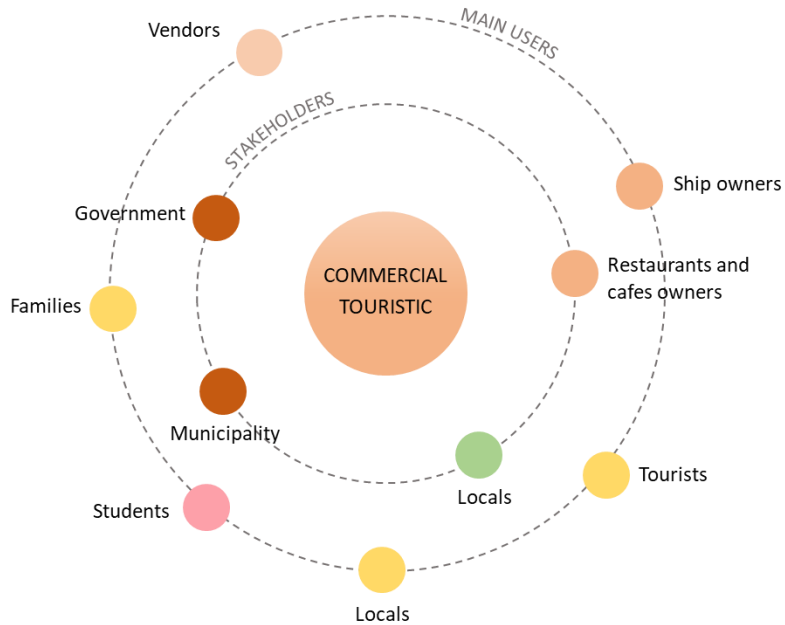 MAIN USERS
Vendors
STAKEHOLDERS
Ship owners
Government
Restaurants and
cafes owners
COMMERCIAL
TOURISTIC
Families
Municipality
Tourists
Locals
Students
Locals